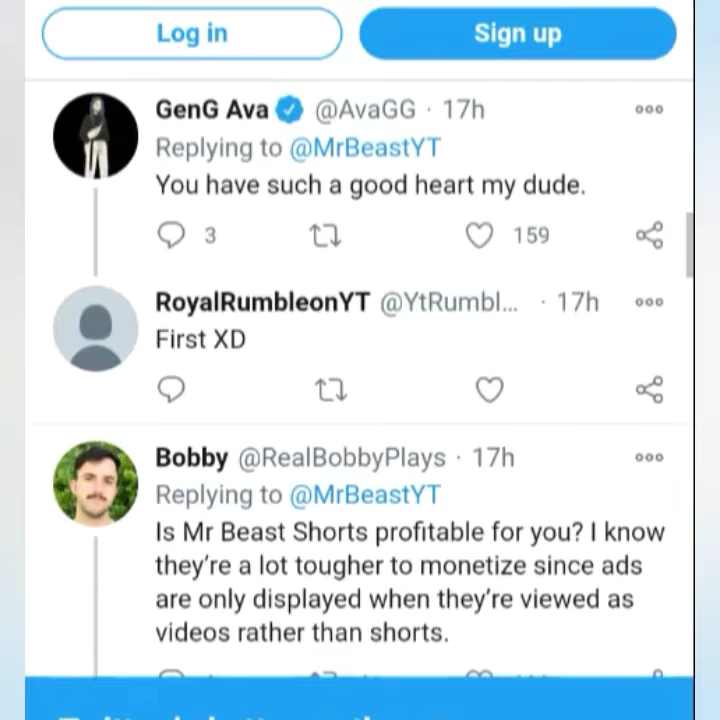 Log in
Sign up
GenG Ava @AvaGG · 17h
Replying to @MrBeastYT
You have such a good heart my dude.
3
159
RoyalRumbleonYT @YtRumbl... · 17h
First XD
Bobby @RealBobbyPlays · 17h
Replying to @MrBeastYT
Is Mr Beast Shorts profitable for you? I know
they're a lot tougher to monetize since ads
are only displayed when they're viewed as
videos rather than shorts.